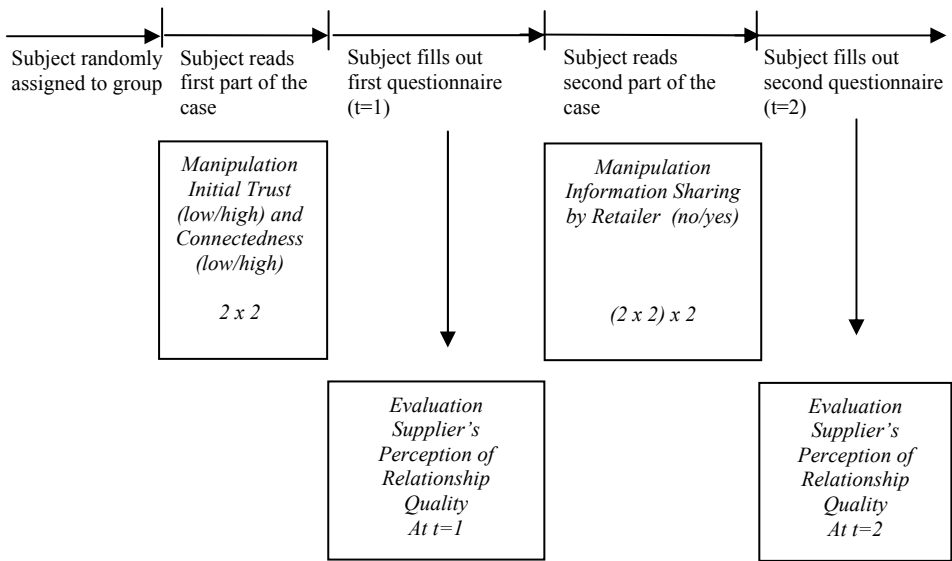 Subject randomly
assigned to group
Subject reads
first part of the
case
Subject fills out
first questionnaire
(t=1)
Subject reads
second part of the
case
Subject fills out
second questionnaire
(t=2)
Manipulation
Initial Trust
(low/high) and
Connectedness
(low/high)
2 x 2
Manipulation
Information Sharing
by Retailer (no/yes)
(2 x 2) x 2
Evaluation
Supplier's
Perception of
Relationship
Quality
At t=1
Evaluation
Supplier's
Perception of
Relationship
Quality
At t=2